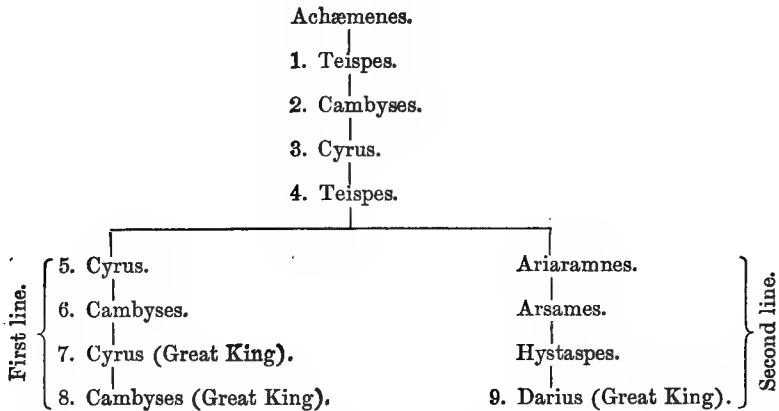 Achæmenes.
1. Teispes.
2. Cambyses.
3. Cyrus.
4. Teispes.
First line.
5. Cyrus.
6. Cambyses.
7. Cyrus (Great King).
8. Cambyses (Great King).
Ariaramnes.
Arsames.
Hystaspes.
9. Darius (Great King).
Second line.